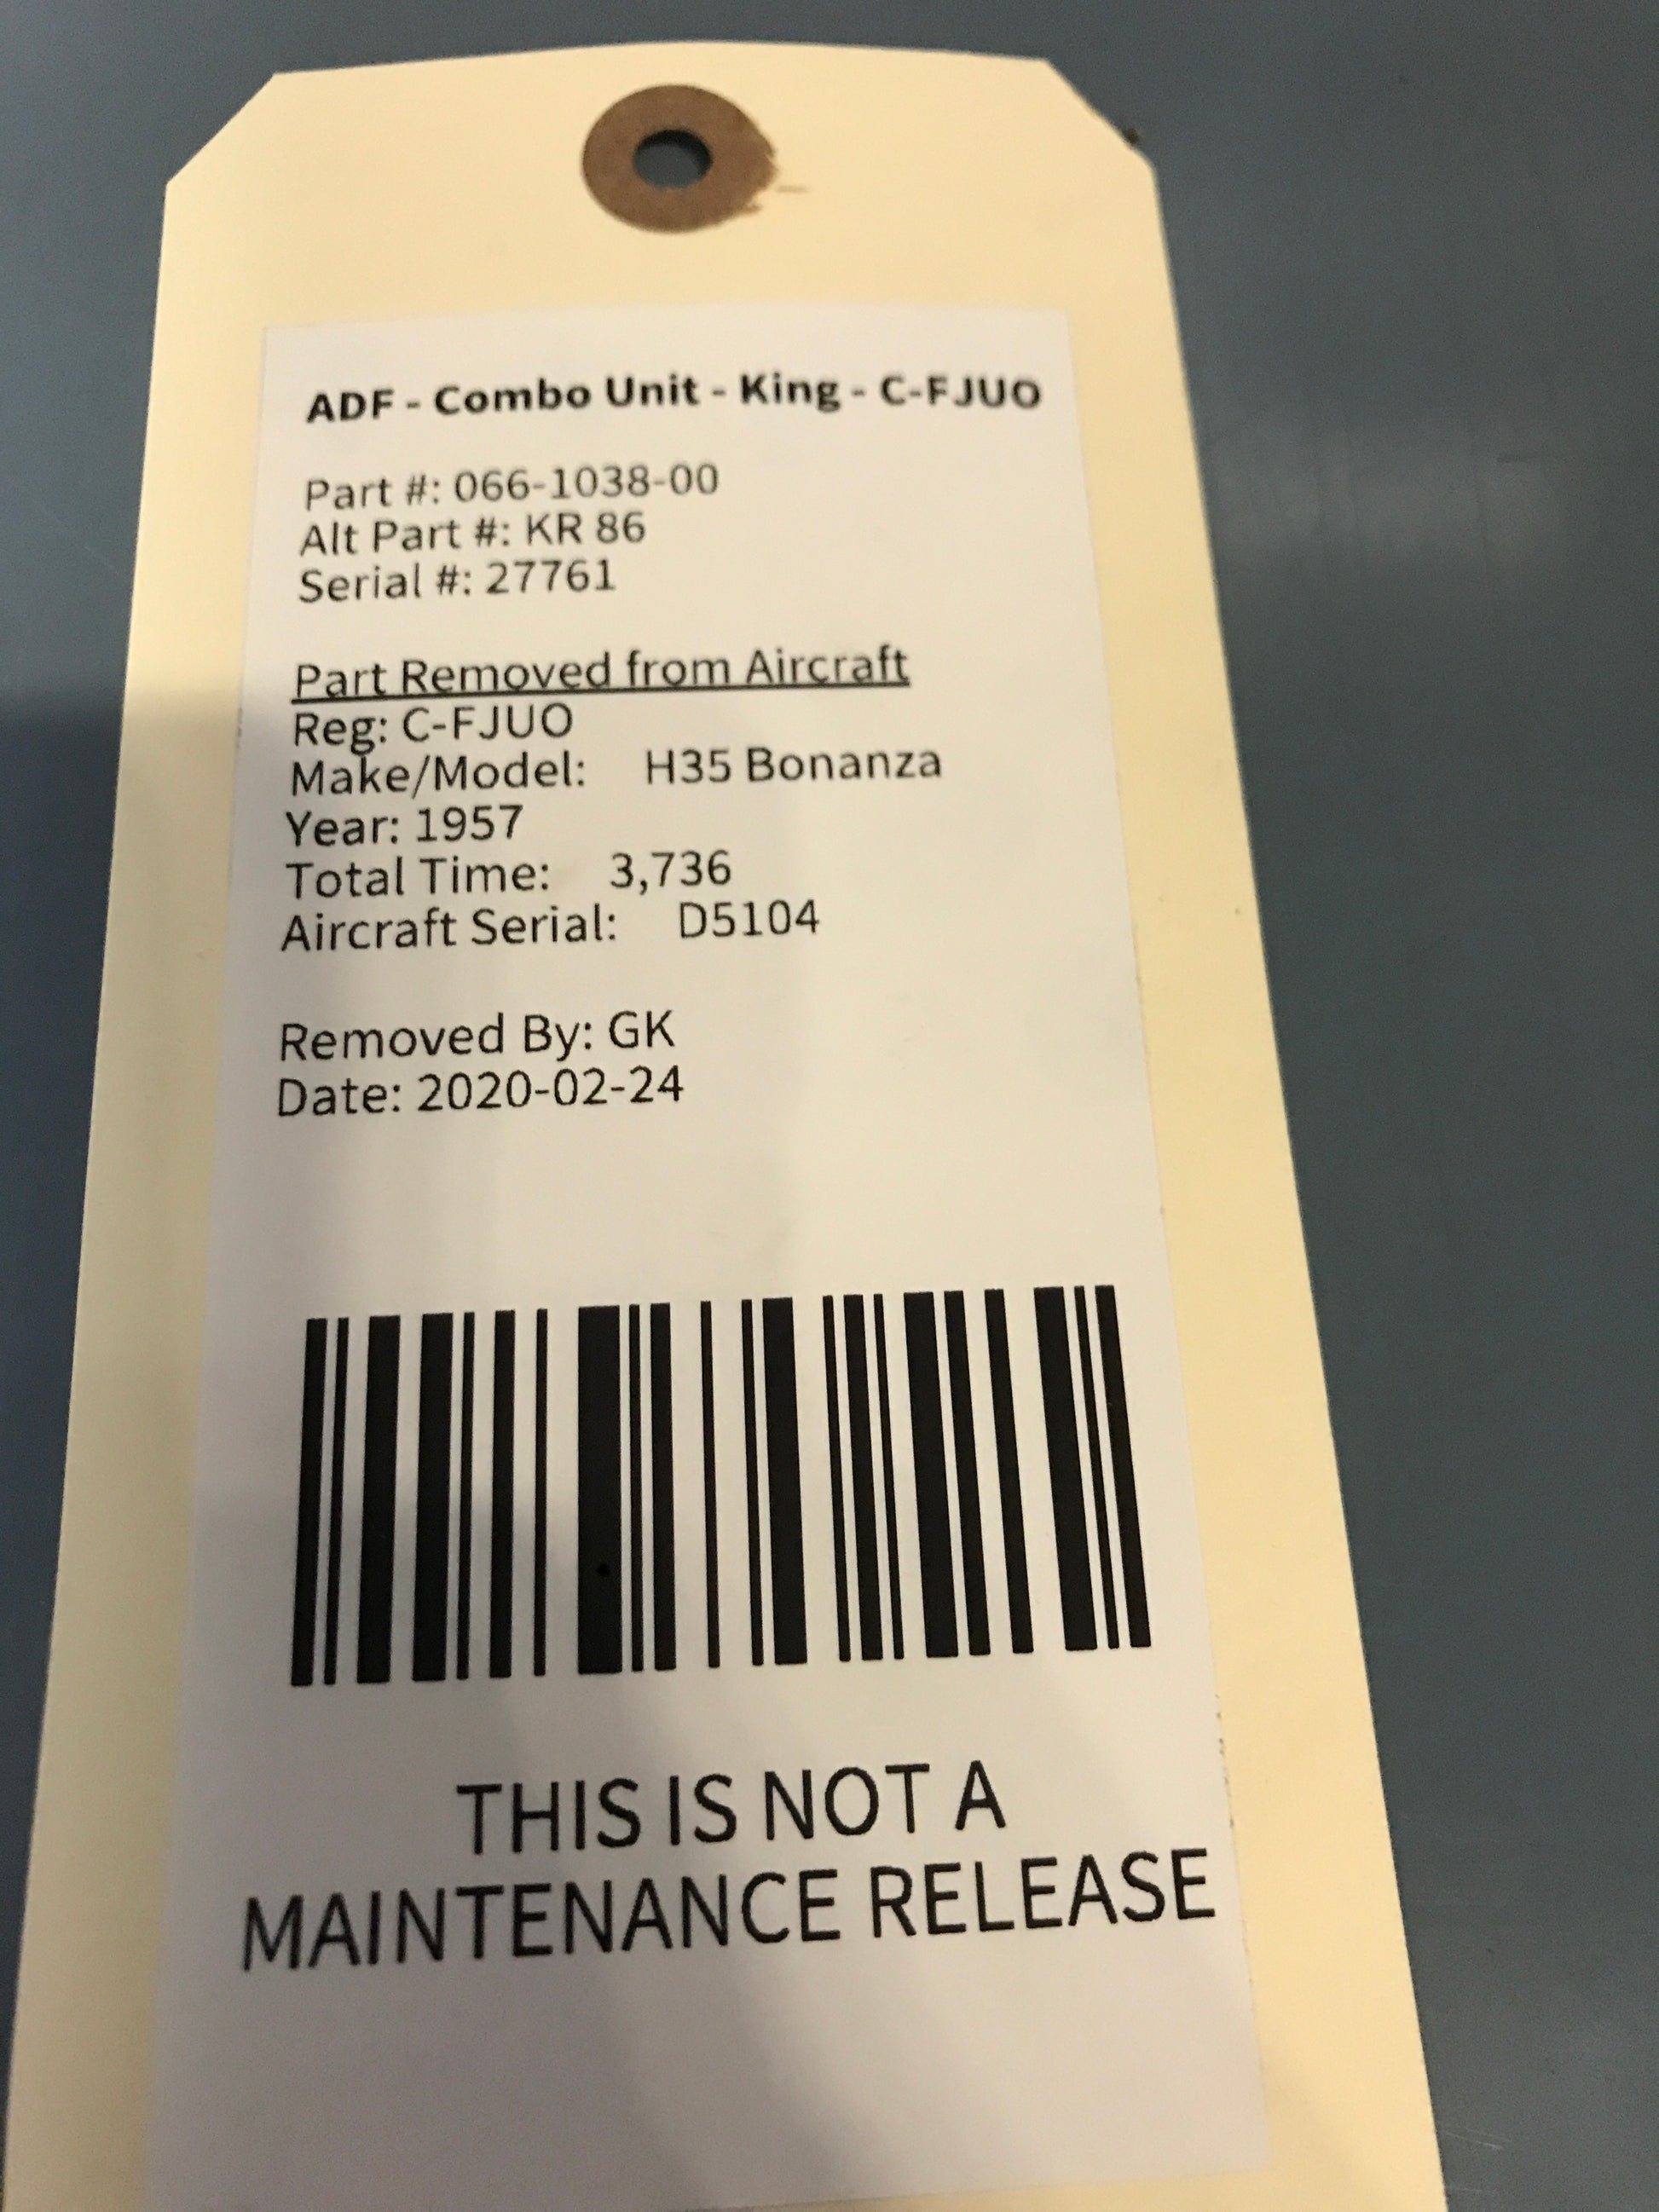 ADF - Combo Unit - King - C-FJUO
Part #: 066-1038-00
Alt Part #: KR 86
Serial #: 27761
Part Removed from Aircraft
Reg: C-FJUO
Make/Model: H35 Bonanza
Year: 1957
Total Time: 3,736
Aircraft Serial: D5104
Removed By: GK
Date: 2020-02-24
THIS IS NOT A
MAINTENANCE RELEASE